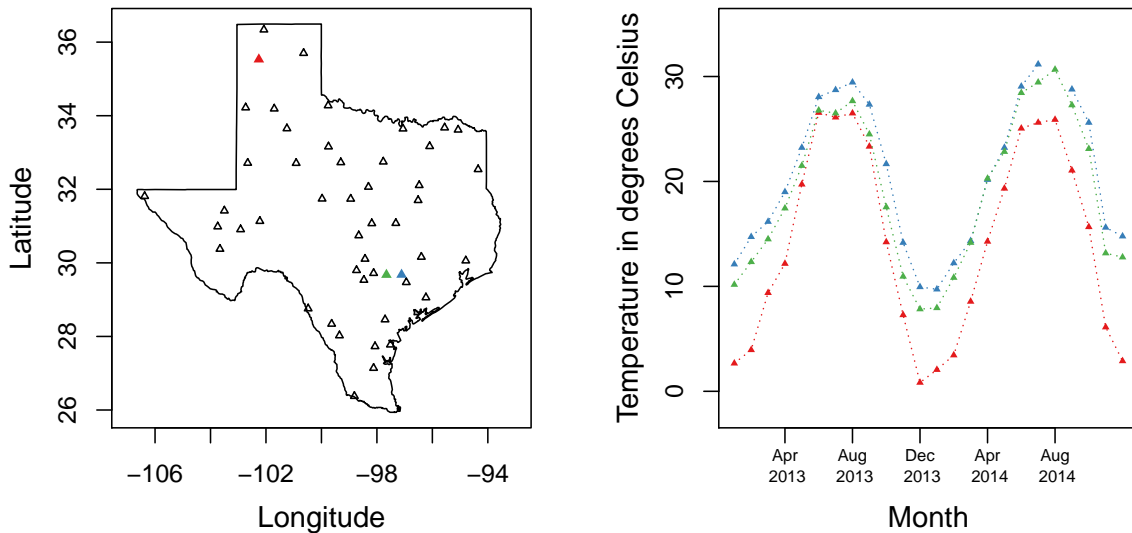 Latitude
36
34
32
30
28
26
−106
−102
−98
−94
Longitude
Temperature in degrees Celsius
30
20
10
0
Apr
2013
Aug
2013
Dec
2013
Apr
2014
Aug
2014
Month